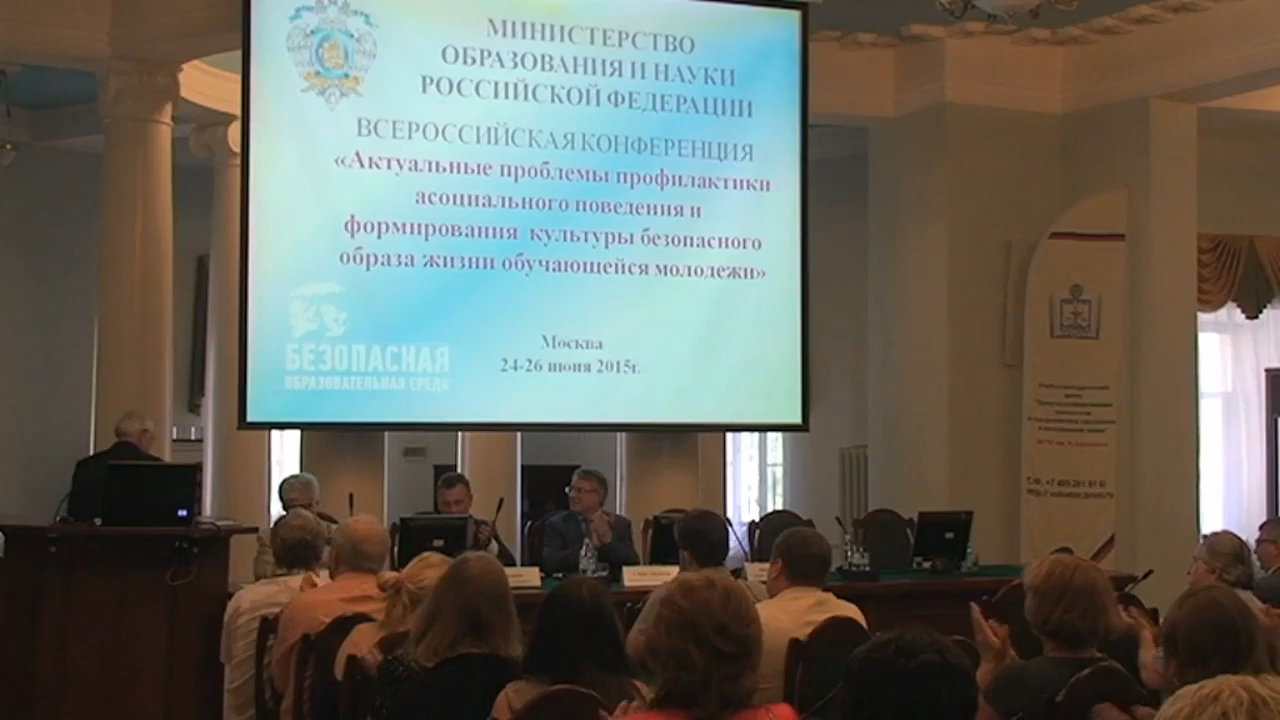 МИНИСТЕРСТВО
ОБРАЗОВАНИЯ И НАУКИ
РОССИЙСКОЙ ФЕДЕРАЦИИ
ВСЕРОССИЙСКАЯ КОНФЕРЕНЦИЯ
«Актуальные проблемы профилактики
асоциального поведения и
формирования культуры безопасного
образа жизни обучающейся молодежи»
Москва
24-26 июня 2015г.
БЕЗОПАСНАЯ
ОБРАЗОВАТЕЛЬНАЯ СРЕДА